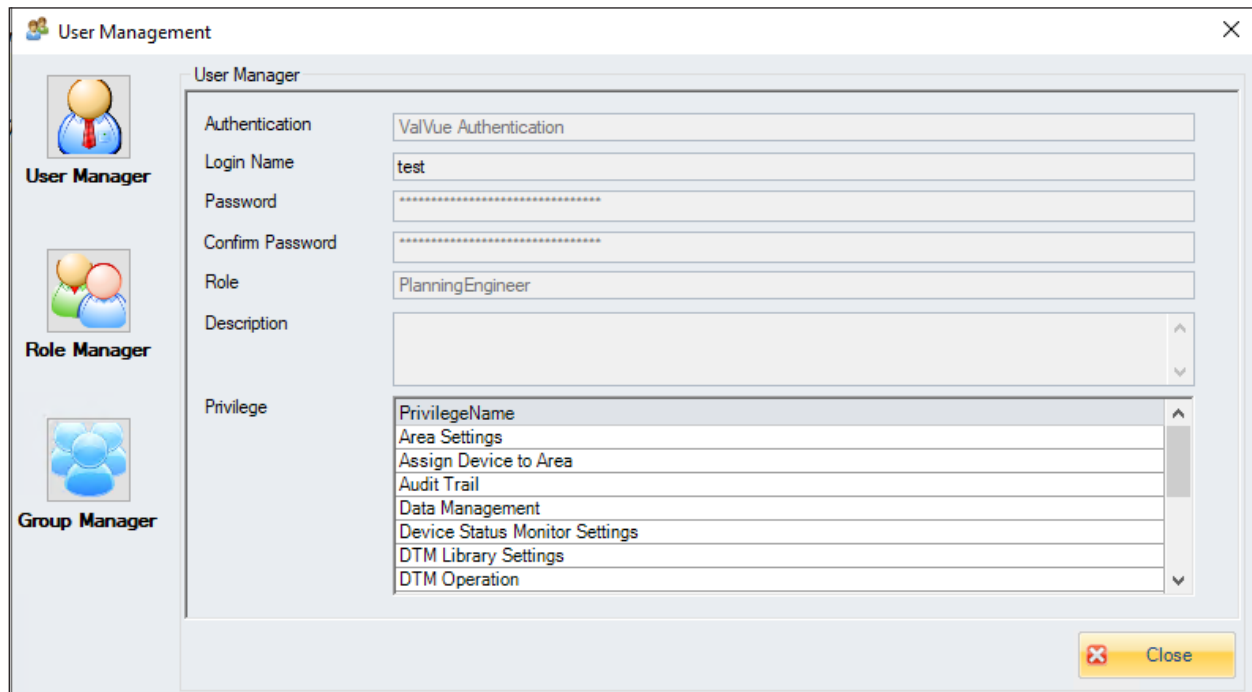 User Management
User Manager
Role Manager
Group Manager
User Manager
Authentication ValVue Authentication
Login Name test
Password ********************************
Confirm Password ********************************
Role PlanningEngineer
Description
Privilege PrivilegeName
Area Settings
Assign Device to Area
Audit Trail
Data Management
Device Status Monitor Settings
DTM Library Settings
DTM Operation
Close